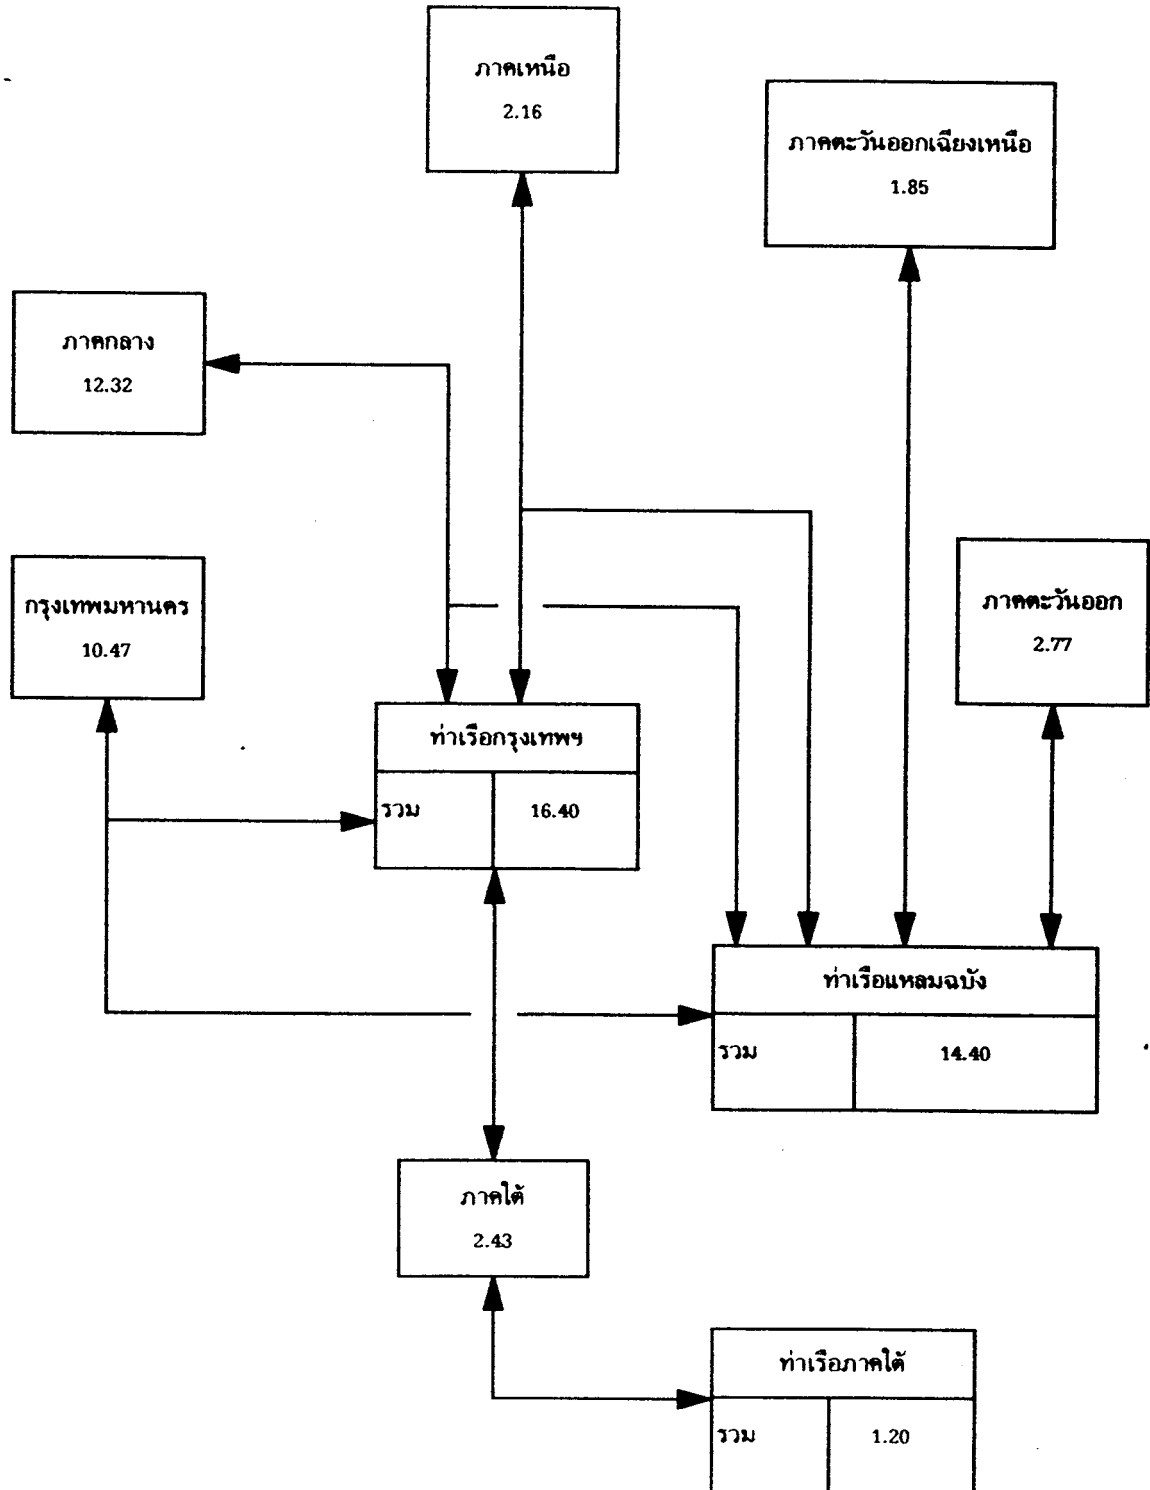 ภาคเหนือ
2.16
ภาคตะวันออกเฉียงเหนือ
1.85
ภาคกลาง
12.32
กรุงเทพมหานคร
10.47
ภาคตะวันออก
2.77
ท่าเรือกรุงเทพฯ
รวม 16.40
ท่าเรือแหลมฉบัง
รวม 14.40
ภาคใต้
2.43
ท่าเรือภาคใต้
รวม 1.20